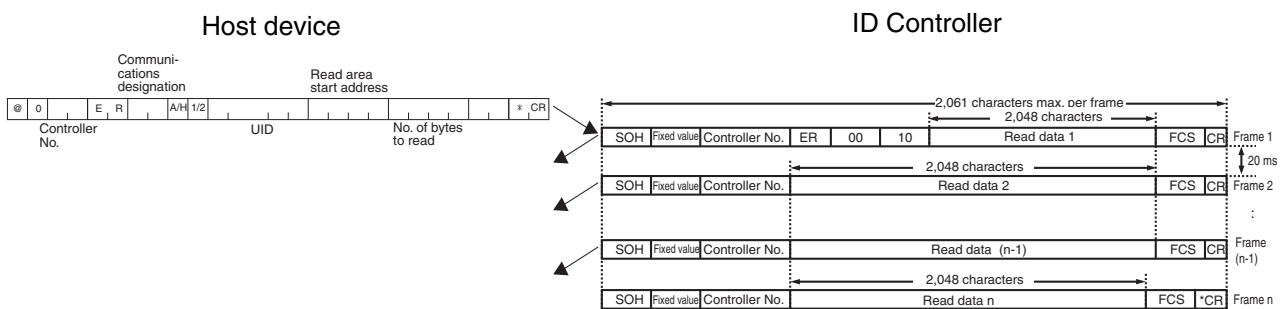 Host device
ID Controller
Communi-
cations
designation
Read area
start address
@ 0 E R A/H 1/2 * CR
Controller
No.
UID
No. of bytes
to read
2,061 characters max. per frame
2,048 characters
SOH Fixed value Controller No. ER 00 10 Read data 1 FCS CR Frame 1
20 ms
2,048 characters
SOH Fixed value Controller No. Read data 2 FCS CR Frame 2
:
SOH Fixed value Controller No. Read data (n-1) FCS CR Frame
(n-1)
2,048 characters
SOH Fixed value Controller No. Read data n FCS *CR Frame n